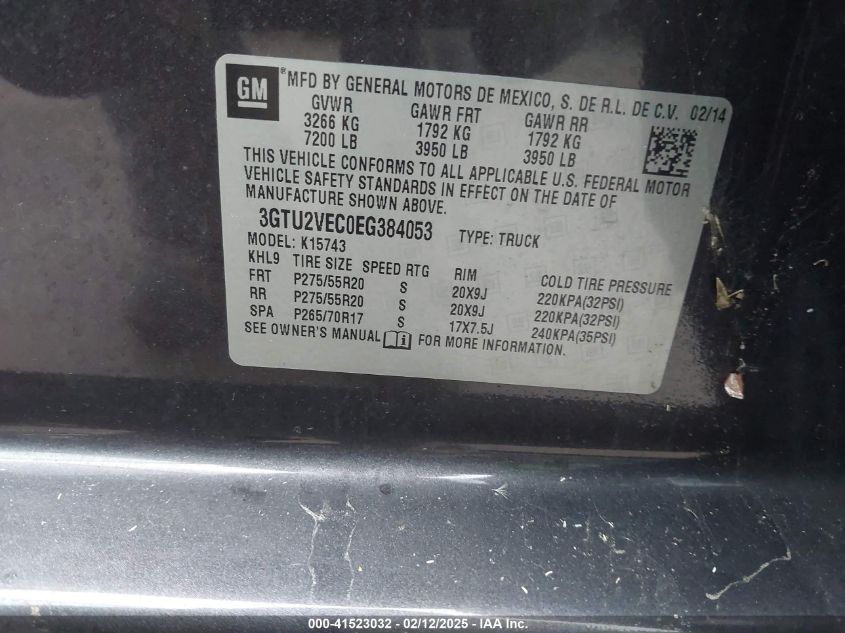 GM ® MFD BY GENERAL MOTORS DE MEXICO, S. DE R.L. DE C.V. 02/14
GVWR GAWR FRT GAWR RR
3266 KG 1792 KG 1792 KG
7200 LB 3950 LB 3950 LB
THIS VEHICLE CONFORMS TO ALL APPLICABLE U.S. FEDERAL MOTOR
VEHICLE SAFETY STANDARDS IN EFFECT ON THE DATE OF
MANUFACTURE SHOWN ABOVE.
3GTU2VEC0EG384053 TYPE: TRUCK
MODEL: K15743
KHL9 TIRE SIZE SPEED RTG RIM COLD TIRE PRESSURE
FRT P275/55R20 S 20X9J 220KPA(32PSI)
RR P275/55R20 S 20X9J 220KPA(32PSI)
SPA P265/70R17 S 17X7.5J 240KPA(35PSI)
SEE OWNER'S MANUAL FOR MORE INFORMATION.
000-41523032 - 02/12/2025 - IAA Inc.